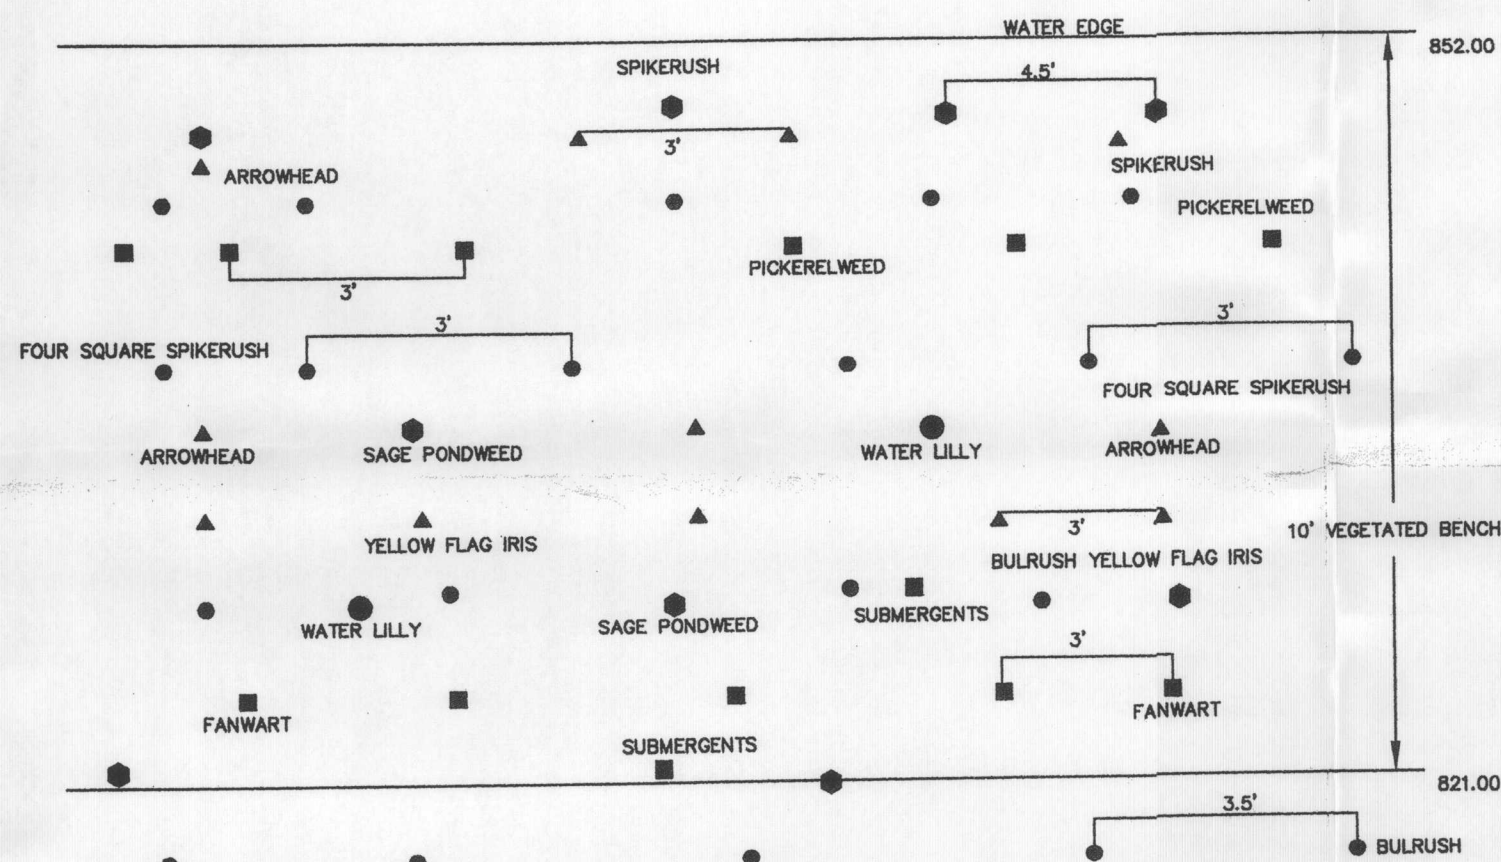 WATER EDGE
852.00
SPIKERUSH
4.5'
3'
SPIKERUSH
ARROWHEAD
PICKERELWEED
PICKERELWEED
3'
3'
3'
FOUR SQUARE SPIKERUSH
FOUR SQUARE SPIKERUSH
ARROWHEAD
SAGE PONDWEED
WATER LILLY
ARROWHEAD
3'
10' VEGETATED BENCH
YELLOW FLAG IRIS
BULRUSH YELLOW FLAG IRIS
SUBMERGENTS
WATER LILLY
SAGE PONDWEED
3'
FANWART
FANWART
SUBMERGENTS
821.00
3.5'
BULRUSH